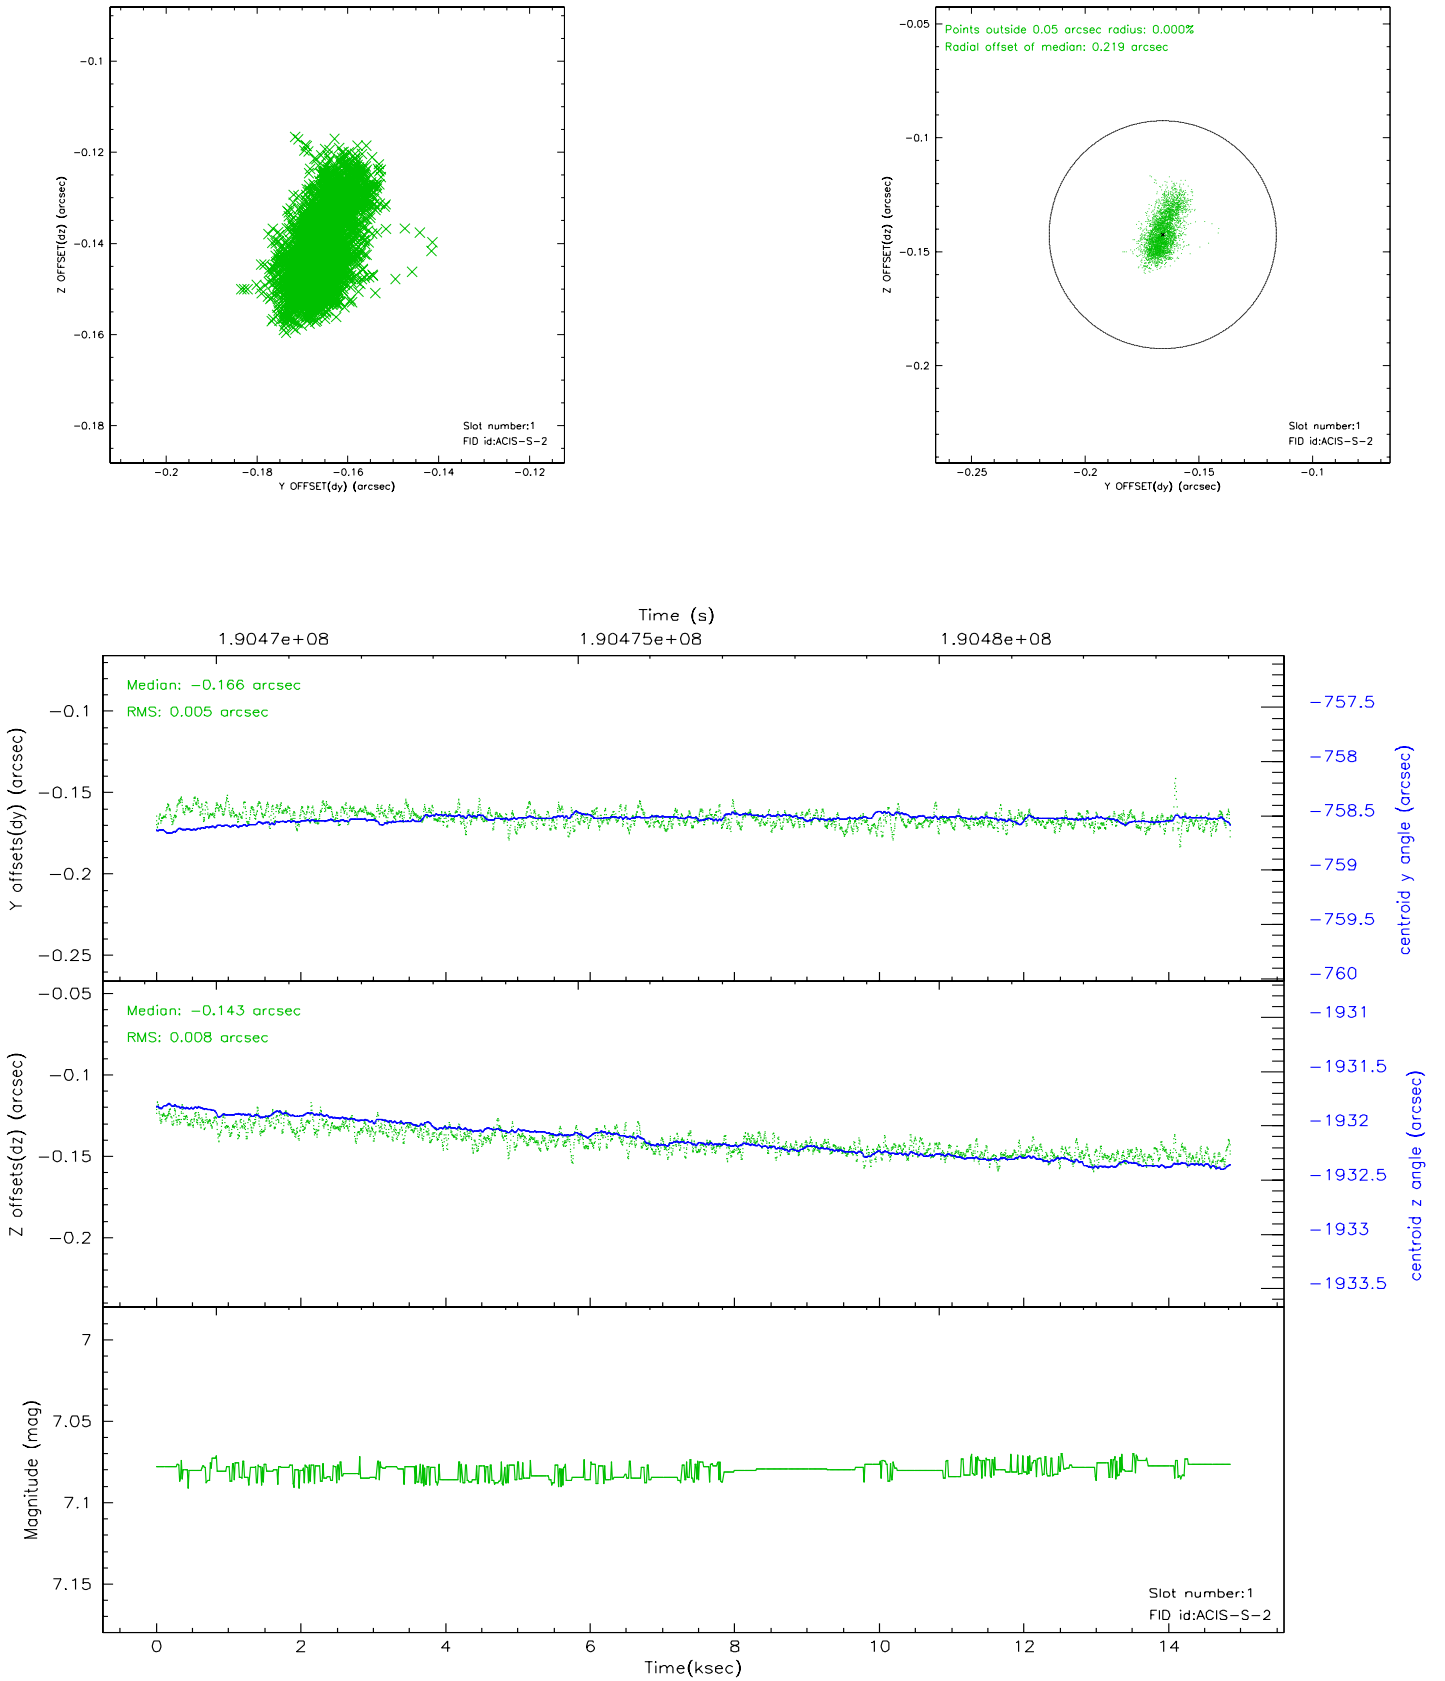 -0.1
-0.12
-0.14
-0.16
-0.18
Z OFFSET(dz) (arcsec)
Slot number:1
FID id:ACIS-S-2
-0.2 -0.18 -0.16 -0.14 -0.12
Y OFFSET(dy) (arcsec)
Points outside 0.05 arcsec radius: 0.000%
Radial offset of median: 0.219 arcsec
-0.05
-0.1
-0.15
-0.2
Z OFFSET(dz) (arcsec)
Slot number:1
FID id:ACIS-S-2
-0.25 -0.2 -0.15 -0.1
Y OFFSET(dy) (arcsec)
Time (s)
1.9047e+08 1.90475e+08 1.9048e+08
Median: -0.166 arcsec
RMS: 0.005 arcsec
-0.1
-0.15
-0.2
-0.25
Y offsets(dy) (arcsec)
-757.5
-758
-758.5
-759
-759.5
-760
centroid y angle (arcsec)
Median: -0.143 arcsec
RMS: 0.008 arcsec
-0.05
-0.1
-0.15
-0.2
Z offsets(dz) (arcsec)
-1931
-1931.5
-1932
-1932.5
-1933
-1933.5
centroid z angle (arcsec)
7
7.05
7.1
7.15
Magnitude (mag)
Slot number:1
FID id:ACIS-S-2
0 2 4 6 8 10 12 14
Time(ksec)